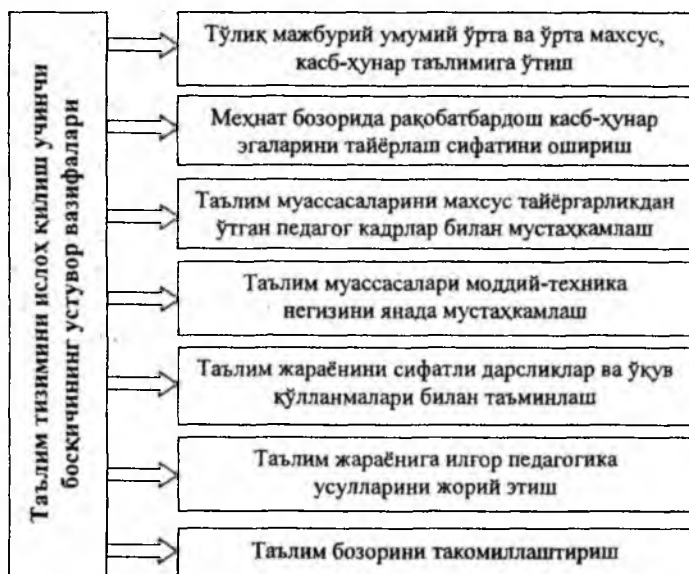 Таълим тизимини ислоҳ қилиш учинчи
босқичининг устувор вазифалари
Тўлиқ мажбурий умумий ўрта ва ўрта махсус,
касб-ҳунар таълимига ўтиш
Меҳнат бозорида рақобатбардош касб-ҳунар
эгаларини тайёрлаш сифатини ошириш
Таълим муассасаларини махсус тайёргарликдан
ўтган педагог кадрлар билан мустаҳкамлаш
Таълим муассасалари моддий-техника
негизини янада мустаҳкамлаш
Таълим жараёнини сифатли дарсликлар ва ўқув
қўлланмалари билан таъминлаш
Таълим жараёнига илғор педагогика
усулларини жорий этиш
Таълим бозорини такомиллаштириш